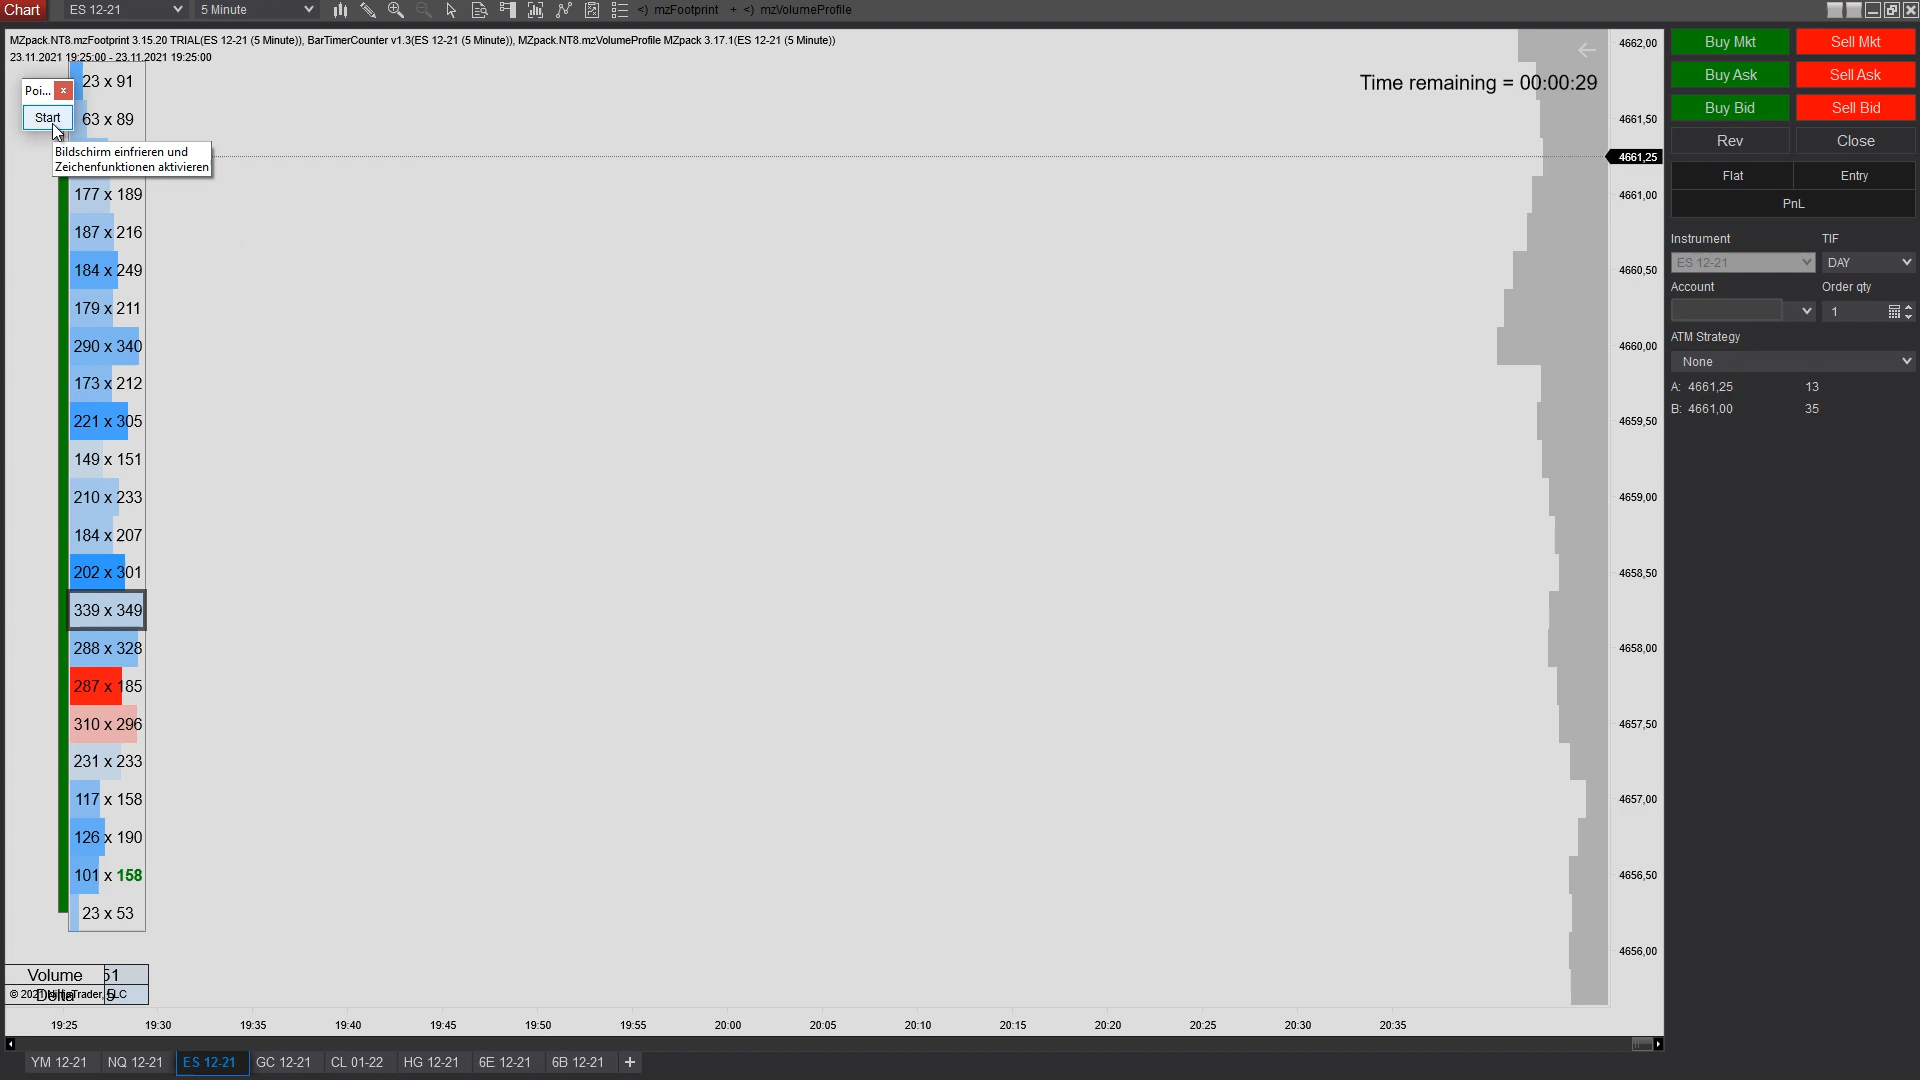 Chart ES 12-21 5 Minute <> mzFootprint + <> mzVolumeProfile
MZpack.NT8.mzFootprint 3.15.20 TRIAL(ES 12-21 (5 Minute)), BarTimerCounter v1.3(ES 12-21 (5 Minute)), MZpack.NT8.mzVolumeProfile MZpack 3.17.1(ES 12-21 (5 Minute))
23.11.2021 19:25:00 - 23.11.2021 19:25:00
Time remaining = 00:00:29
Poi... x
Start
Bildschirm einfrieren und
Zeichenfunktionen aktivieren
23 x 91
63 x 89
177 x 189
187 x 216
184 x 249
179 x 211
290 x 340
173 x 212
221 x 305
149 x 151
210 x 233
184 x 207
202 x 301
339 x 349
288 x 328
287 x 185
310 x 296
231 x 233
117 x 158
126 x 190
101 x 158
23 x 53
Volume 51
Delta 5
© 2021 NinjaTrader, LLC
4662,00
4661,50
4661,25
4661,00
4660,50
4660,00
4659,50
4659,00
4658,50
4658,00
4657,50
4657,00
4656,50
4656,00
19:25 19:30 19:35 19:40 19:45 19:50 19:55 20:00 20:05 20:10 20:15 20:20 20:25 20:30 20:35
YM 12-21 NQ 12-21 ES 12-21 GC 12-21 CL 01-22 HG 12-21 6E 12-21 6B 12-21 +
Buy Mkt Sell Mkt
Buy Ask Sell Ask
Buy Bid Sell Bid
Rev Close
Flat Entry
PnL
Instrument TIF
ES 12-21 DAY
Account Order qty
1
ATM Strategy
None
A: 4661,25 13
B: 4661,00 35